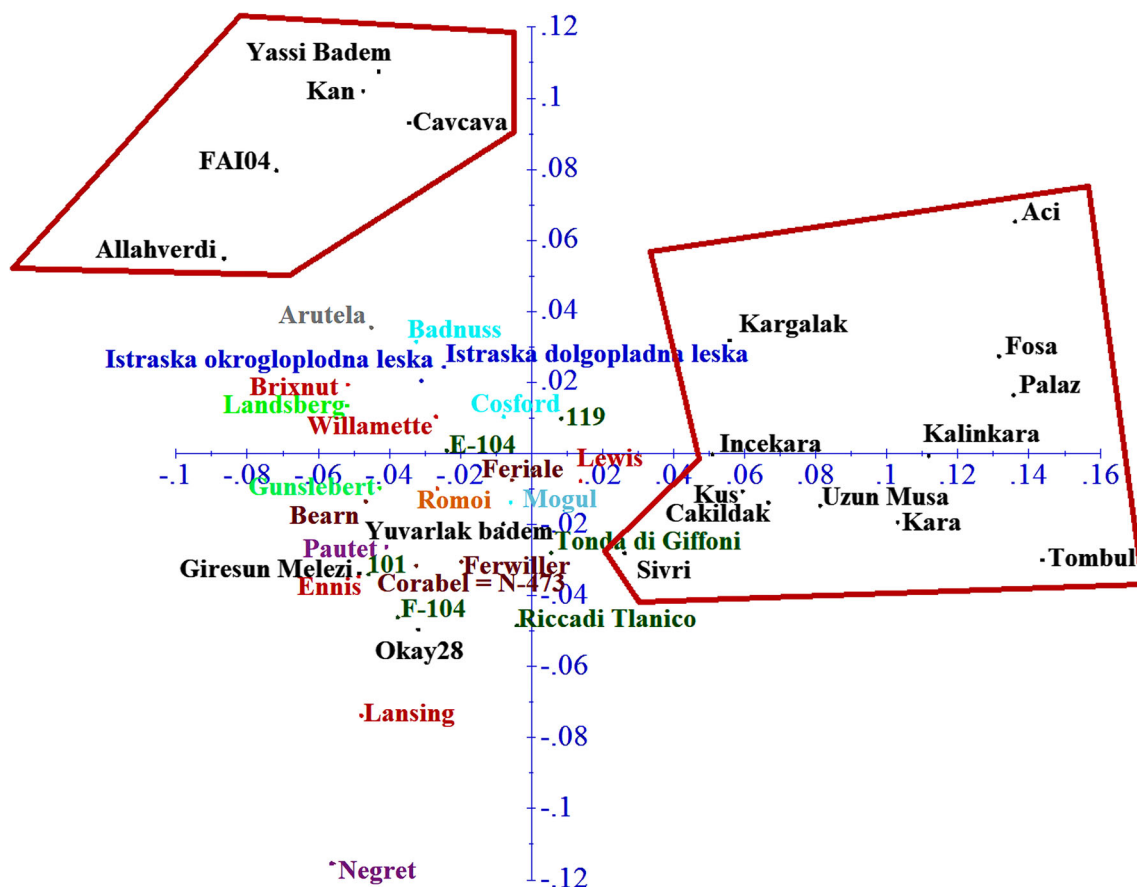 .12
Yassi Badem
Kan
.1
Cavcava
FAI04
.08
Allahverdi
.06
Aci
Arutela
.04
Badnuss
Kargalak
Fosa
Istraska okrogloplodna leska
Istraska dolgopladna leska
Brixnut
.02
Palaz
Landsberg
Cosford
119
Willamette
E-104
Incekara
Kalinkara
Feriale
Lewis
-.1
-.08
-.06
-.04
-.02
.02
.04
.06
.08
.1
.12
.14
.16
Gunslebert
Romoi
Mogul
Kus
Uzun Musa
Bearn
Cakildak
Kara
-.02
Yuvarlak badem
Pautet
Tonda di Giffoni
Giresun Melezi
101
Ferwiller
Sivri
Tombul
Ennis
Corabel = N-473
-.04
F-104
Riccadi Tlanico
Okay28
-.06
Lansing
-.08
-.1
Negret
-.12